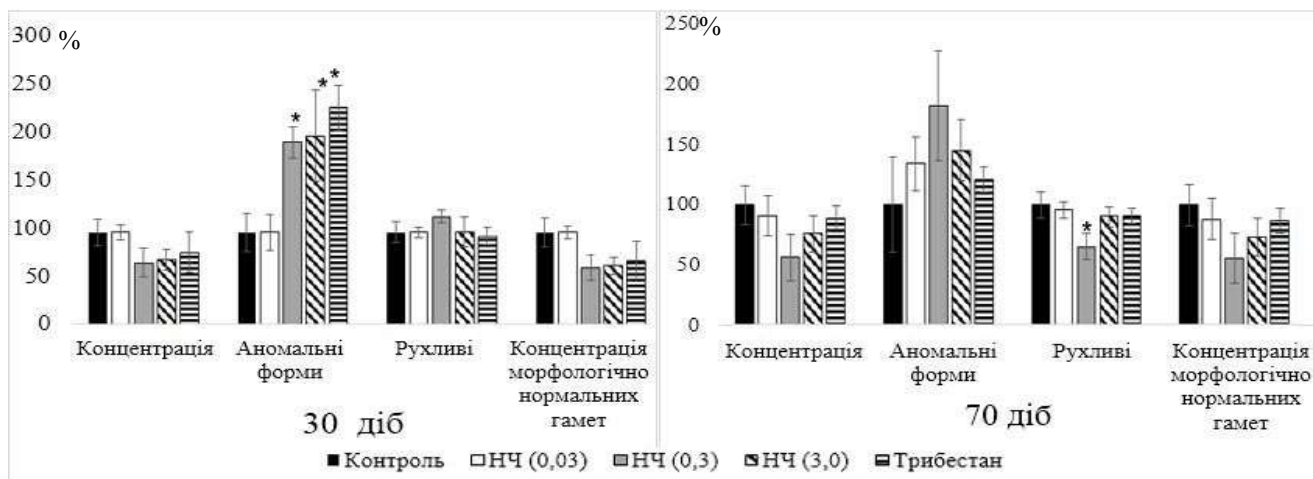 300 %
250
200
150
100
50
0
* * *
Концентрація Аномальні форми Рухливі Концентрація морфологічно нормальних гамет
30 діб
250%
200
150
100
50
0
*
Концентрація Аномальні форми Рухливі Концентрація морфологічно нормальних гамет
70 діб
Контроль НЧ (0,03) НЧ (0,3) НЧ (3,0) Трибестан